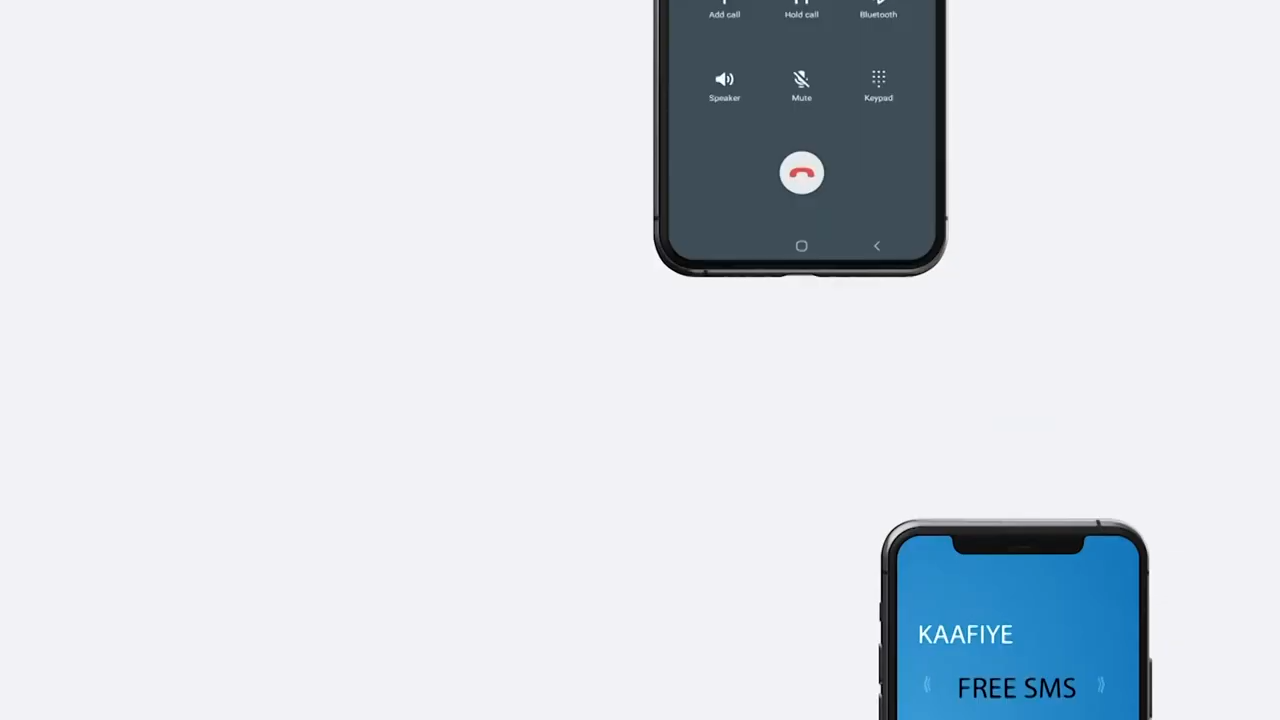 Add call Hold call Bluetooth
Speaker Mute Keypad
KAAFIYE
FREE SMS